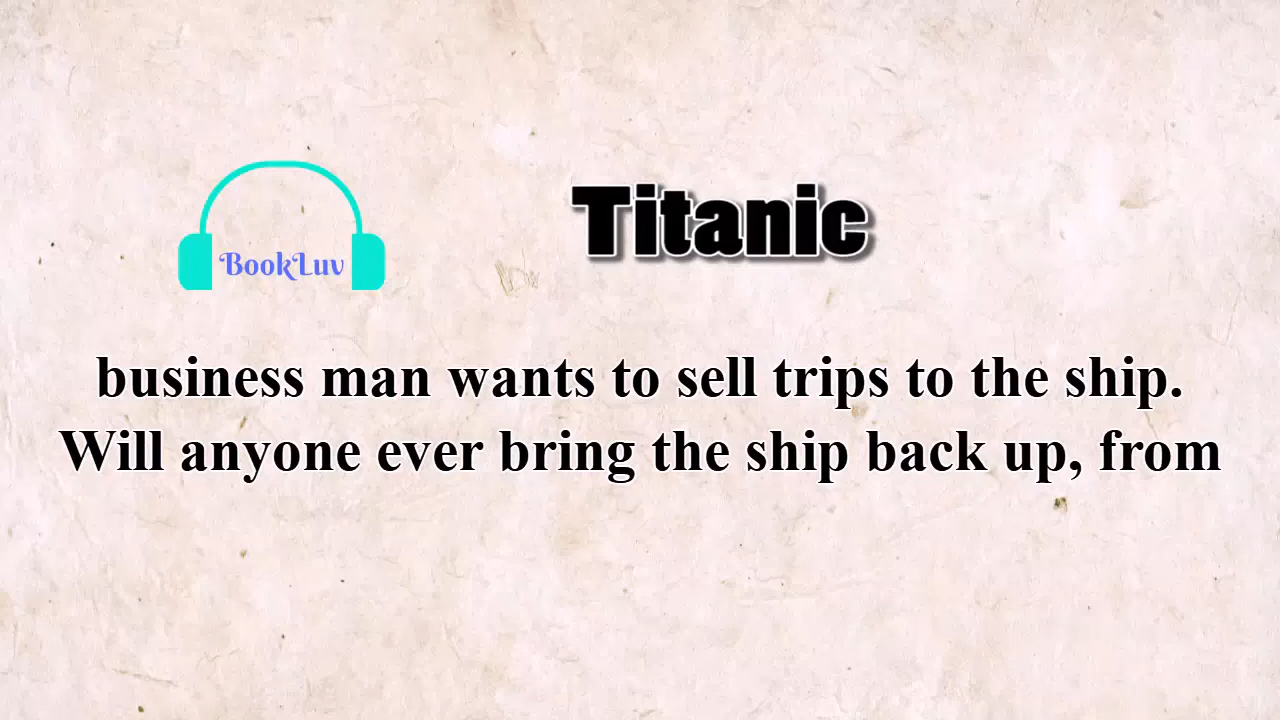 BookLuv
Titanic
business man wants to sell trips to the ship.
Will anyone ever bring the ship back up, from